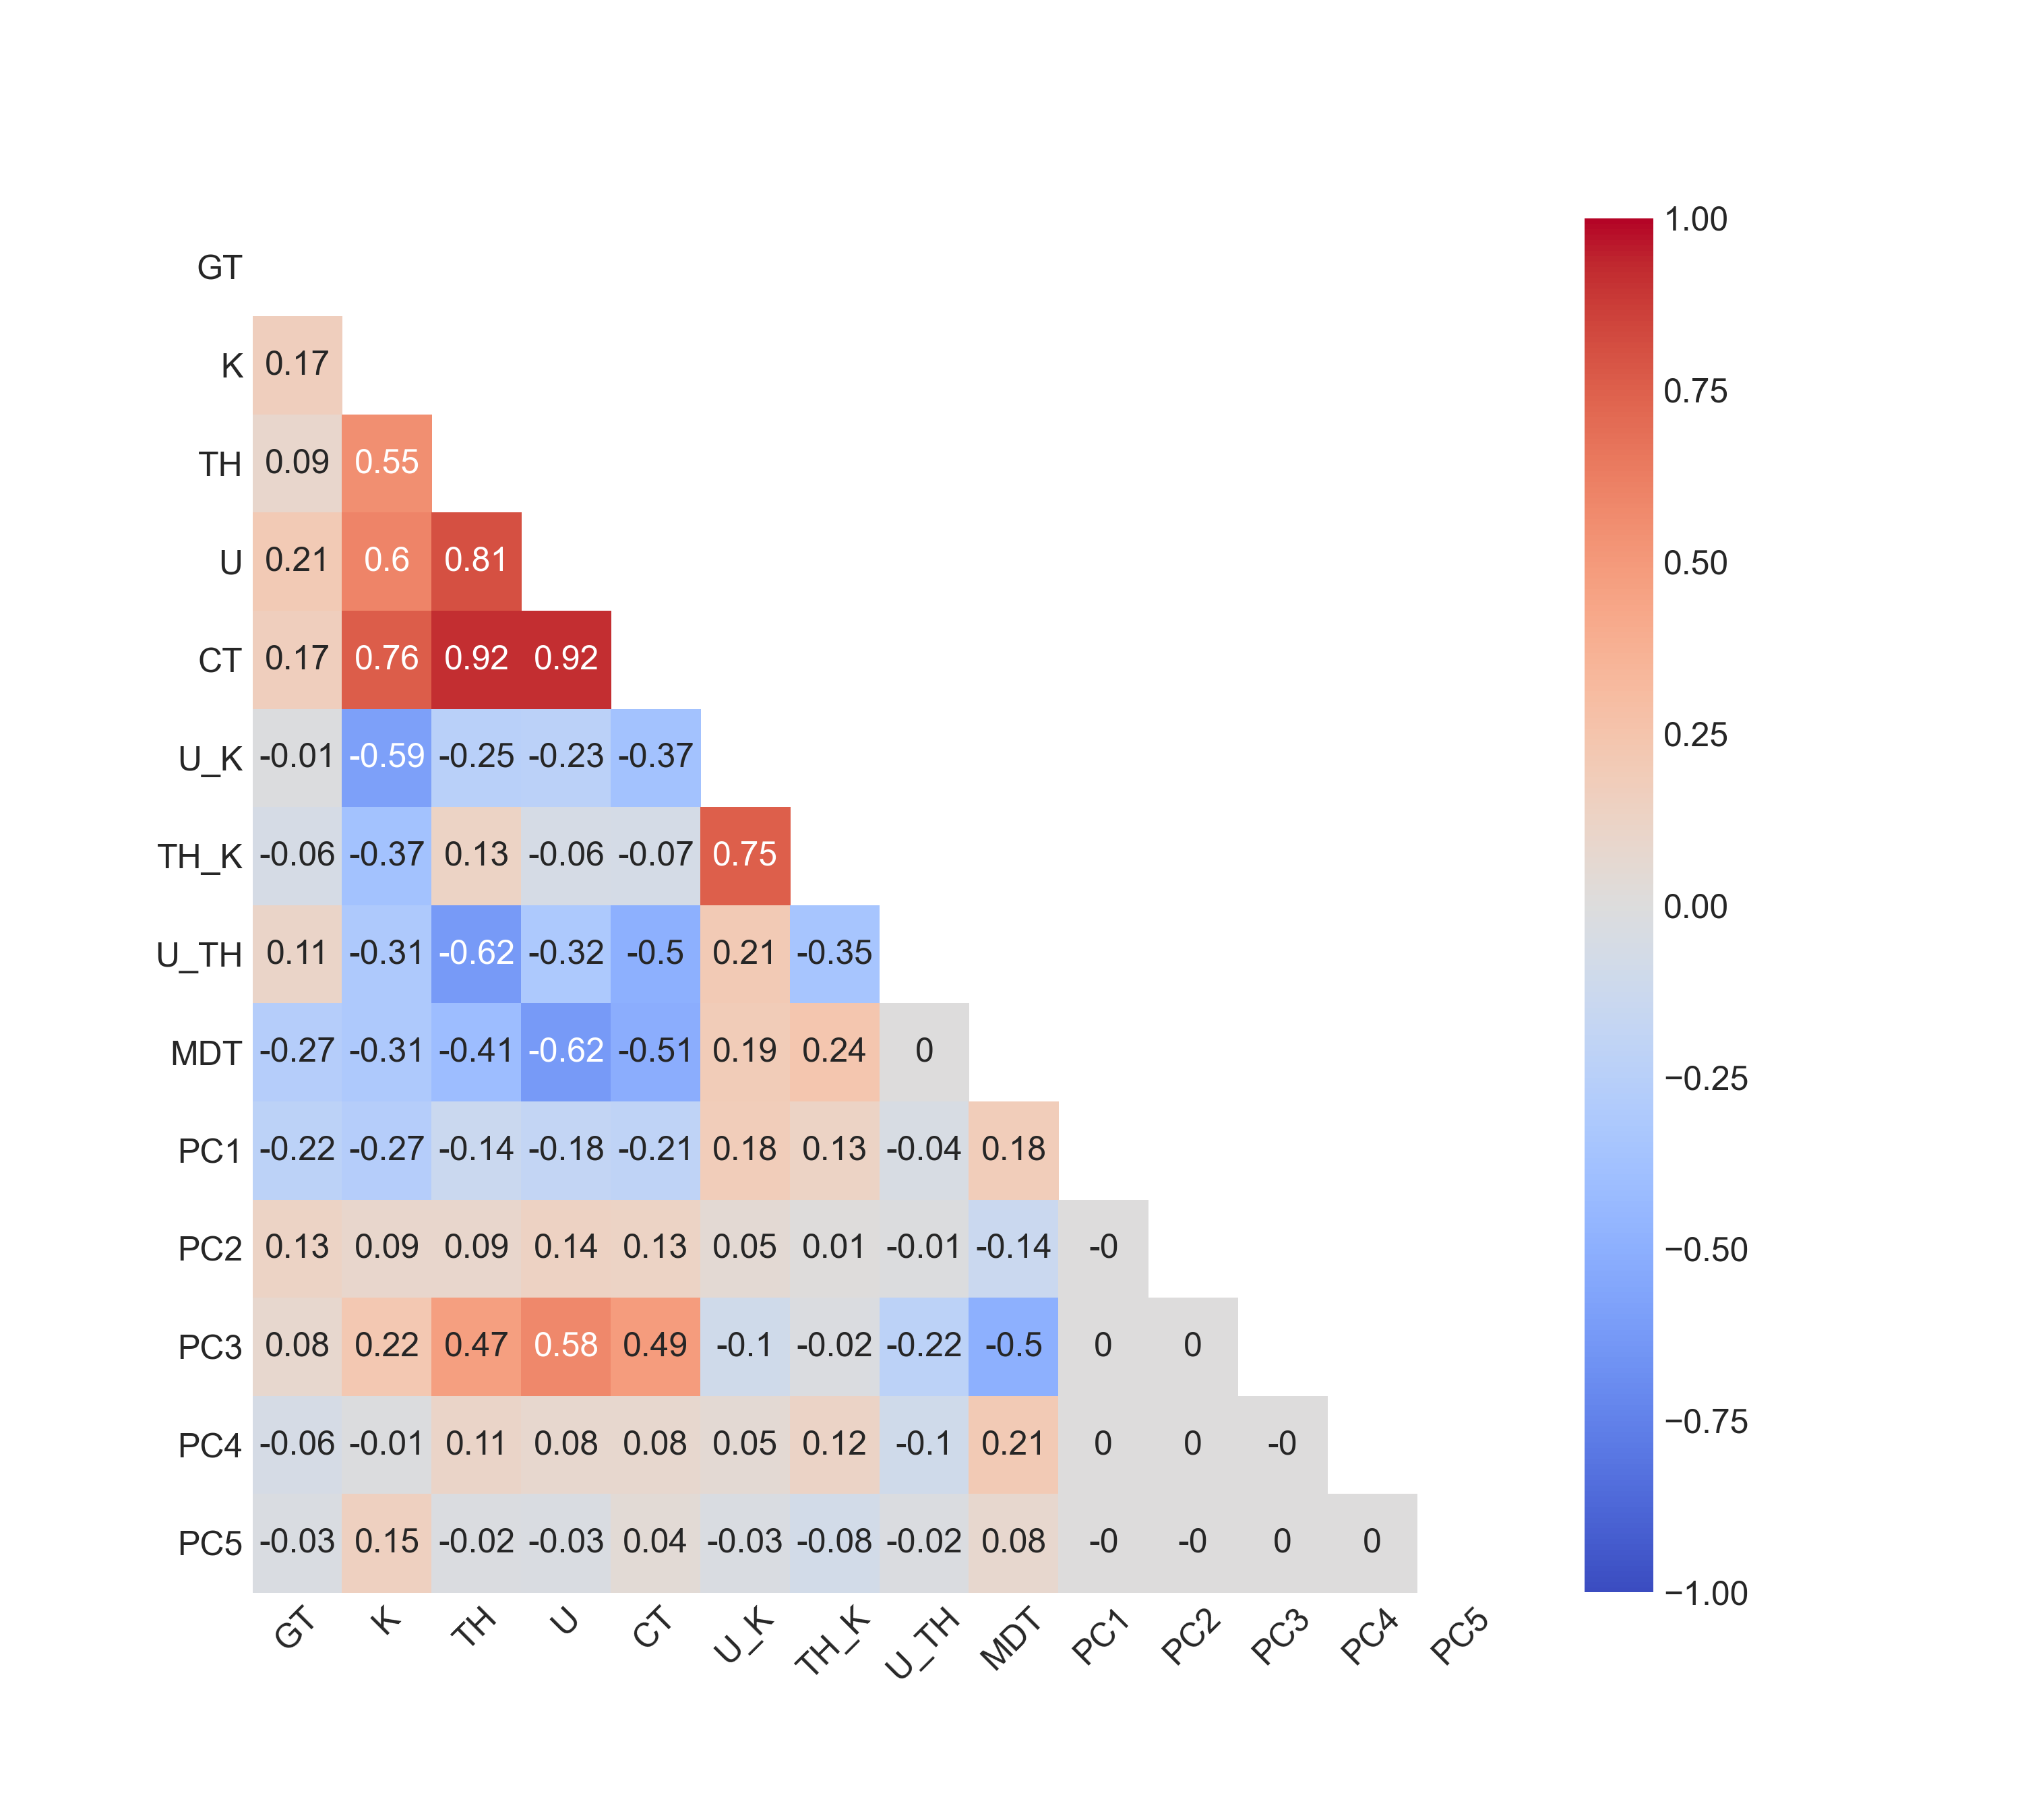 1.00
GT
K 0.17
0.75
TH 0.09 0.55
U 0.21 0.6 0.81
0.50
CT 0.17 0.76 0.92 0.92
0.25
U_K -0.01 -0.59 -0.25 -0.23 -0.37
TH_K -0.06 -0.37 0.13 -0.06 -0.07 0.75
0.00
U_TH 0.11 -0.31 -0.62 -0.32 -0.5 0.21 -0.35
MDT -0.27 -0.31 -0.41 -0.62 -0.51 0.19 0.24 0
−0.25
PC1 -0.22 -0.27 -0.14 -0.18 -0.21 0.18 0.13 -0.04 0.18
PC2 0.13 0.09 0.09 0.14 0.13 0.05 0.01 -0.01 -0.14 -0
−0.50
PC3 0.08 0.22 0.47 0.58 0.49 -0.1 -0.02 -0.22 -0.5 0 0
−0.75
PC4 -0.06 -0.01 0.11 0.08 0.08 0.05 0.12 -0.1 0.21 0 0 -0
PC5 -0.03 0.15 -0.02 -0.03 0.04 -0.03 -0.08 -0.02 0.08 -0 -0 0 0
−1.00
GT K TH U CT U_K TH_K U_TH MDT PC1 PC2 PC3 PC4 PC5